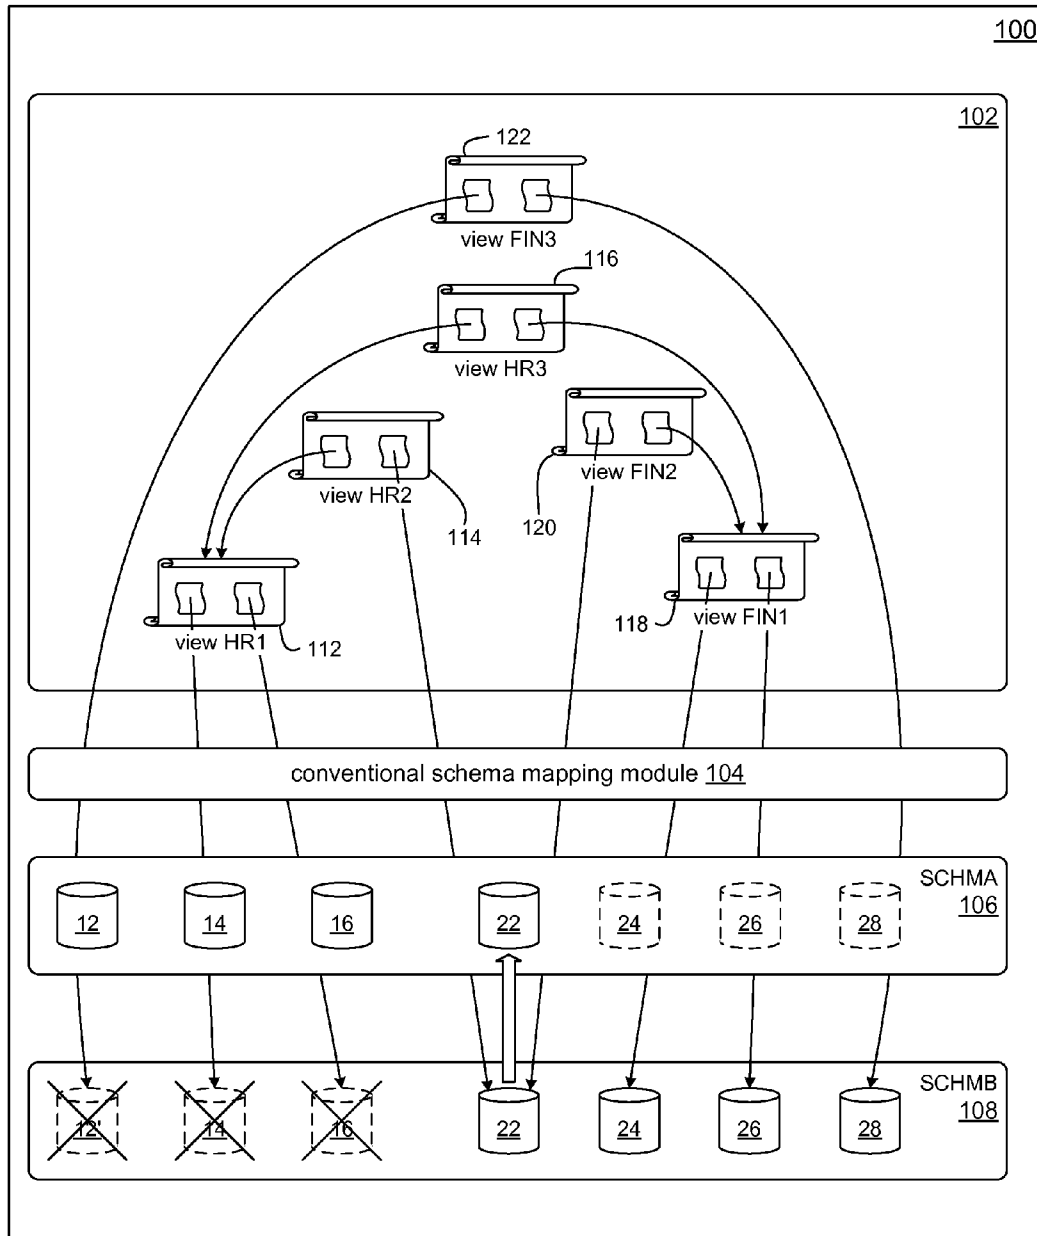 100
102
122
view FIN3
116
view HR3
view HR2
114
view FIN2
120
view HR1
112
118
view FIN1
conventional schema mapping module 104
SCHMA
106
12
14
16
22
24
26
28
SCHMB
108
12'
14
16
22
24
26
28